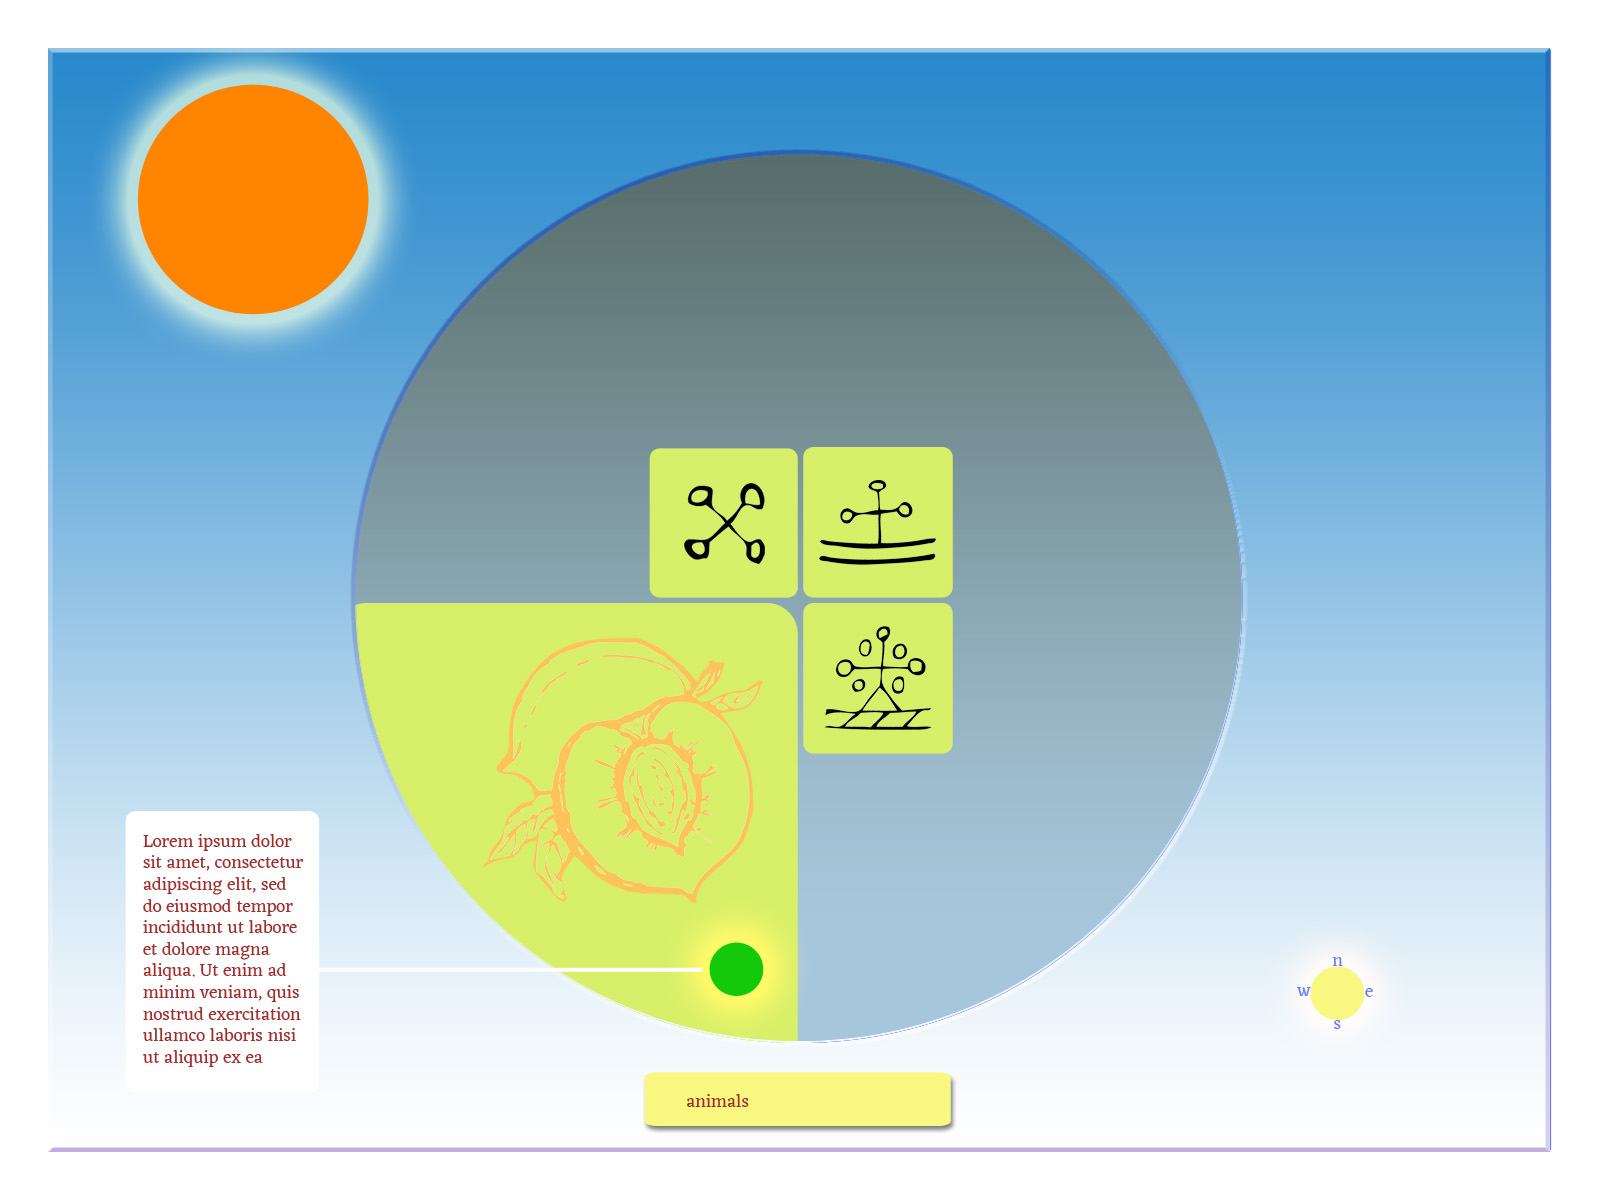 Lorem ipsum dolor
sit amet, consectetur
adipiscing elit, sed
do eiusmod tempor
incididunt ut labore
et dolore magna
aliqua. Ut enim ad
minim veniam, quis
nostrud exercitation
ullamco laboris nisi
ut aliquip ex ea
n
w e
s
animals